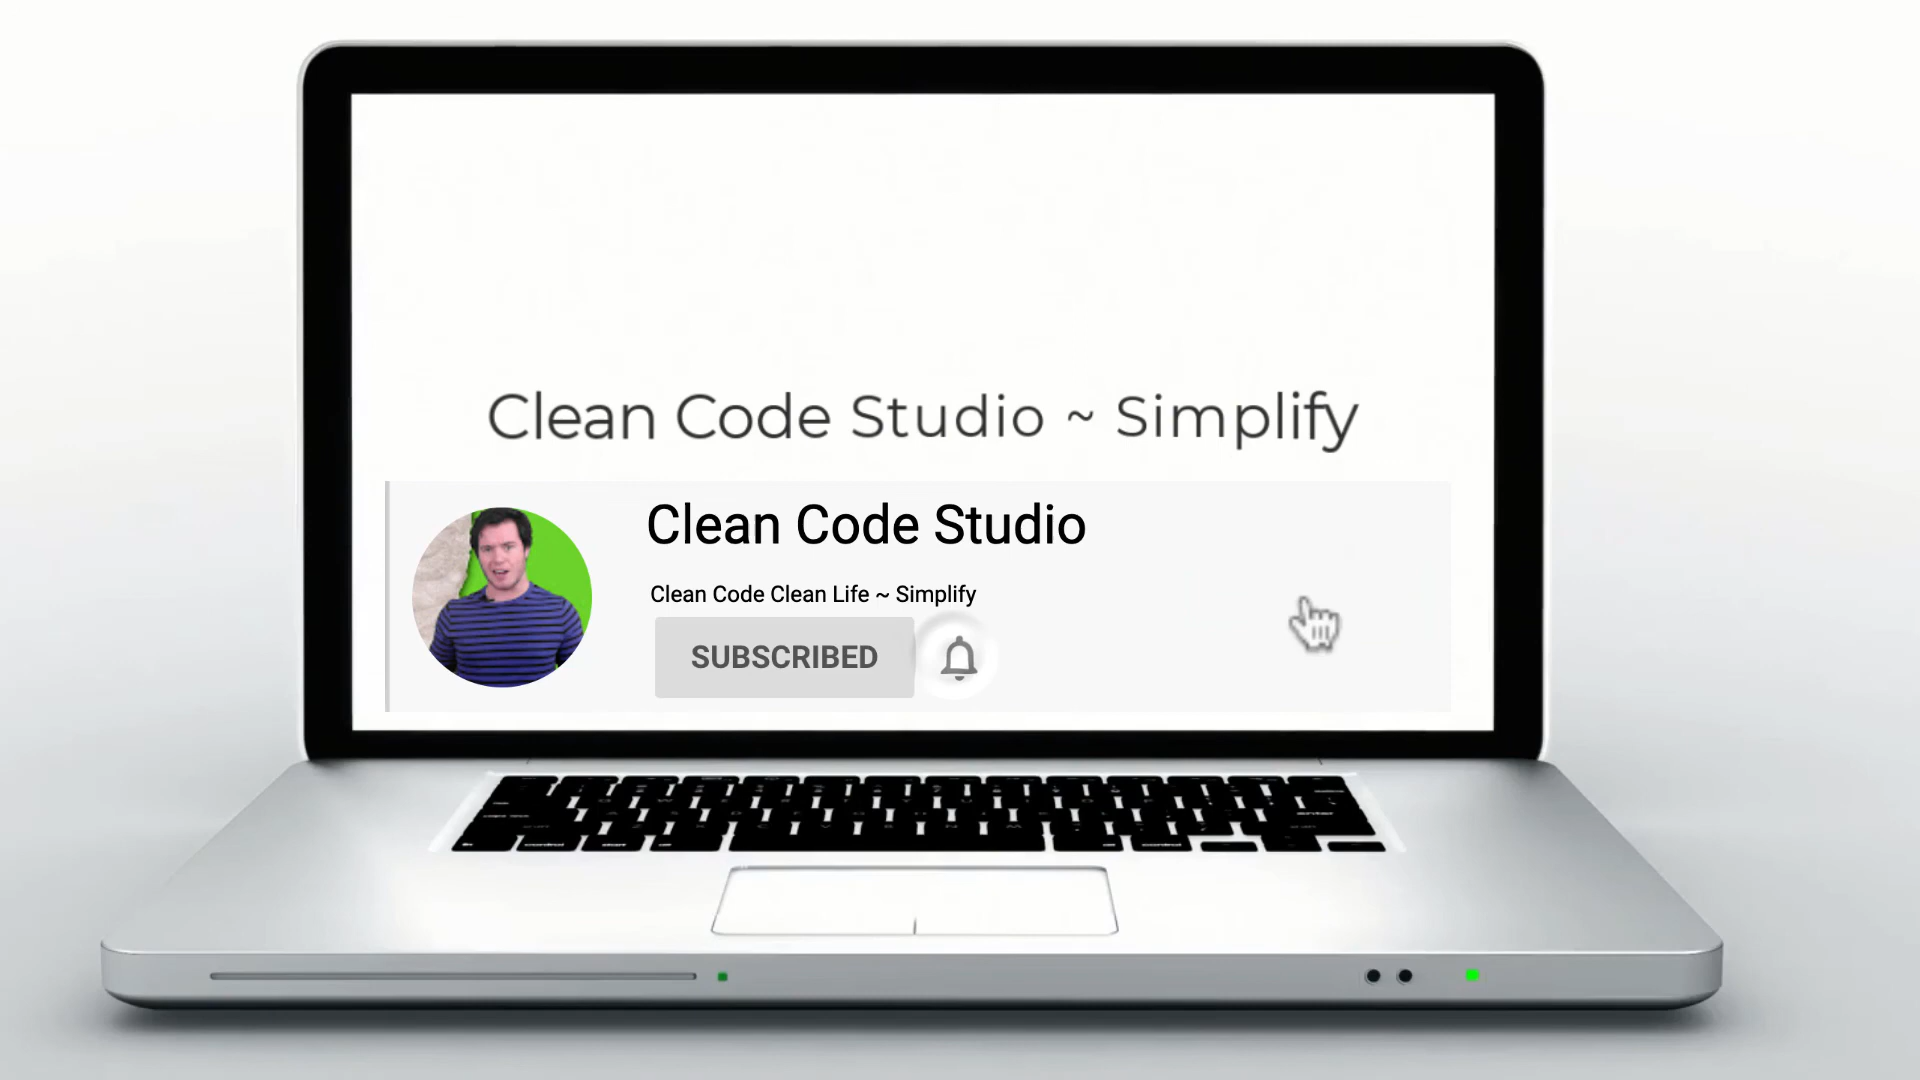 Clean Code Studio ~ Simplify
Clean Code Studio
Clean Code Clean Life ~ Simplify
SUBSCRIBED